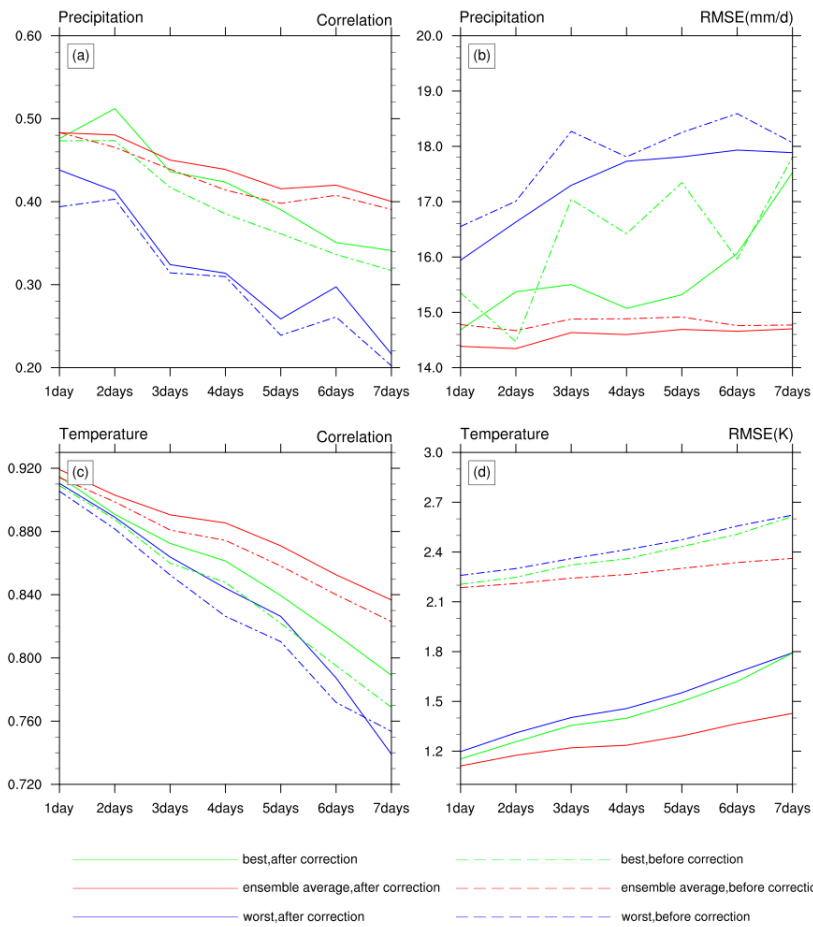 Precipitation Correlation
(a)
0.60
0.50
0.40
0.30
0.20
1day 2days 3days 4days 5days 6days 7days
Precipitation RMSE(mm/d)
(b)
20.0
19.0
18.0
17.0
16.0
15.0
14.0
1day 2days 3days 4days 5days 6days 7days
Temperature Correlation
(c)
0.920
0.880
0.840
0.800
0.760
0.720
1day 2days 3days 4days 5days 6days 7days
Temperature RMSE(K)
(d)
3.0
2.7
2.4
2.1
1.8
1.5
1.2
1day 2days 3days 4days 5days 6days 7days
best,after correction best,before correction
ensemble average,after correction ensemble average,before correctio
worst,after correction worst,before correction